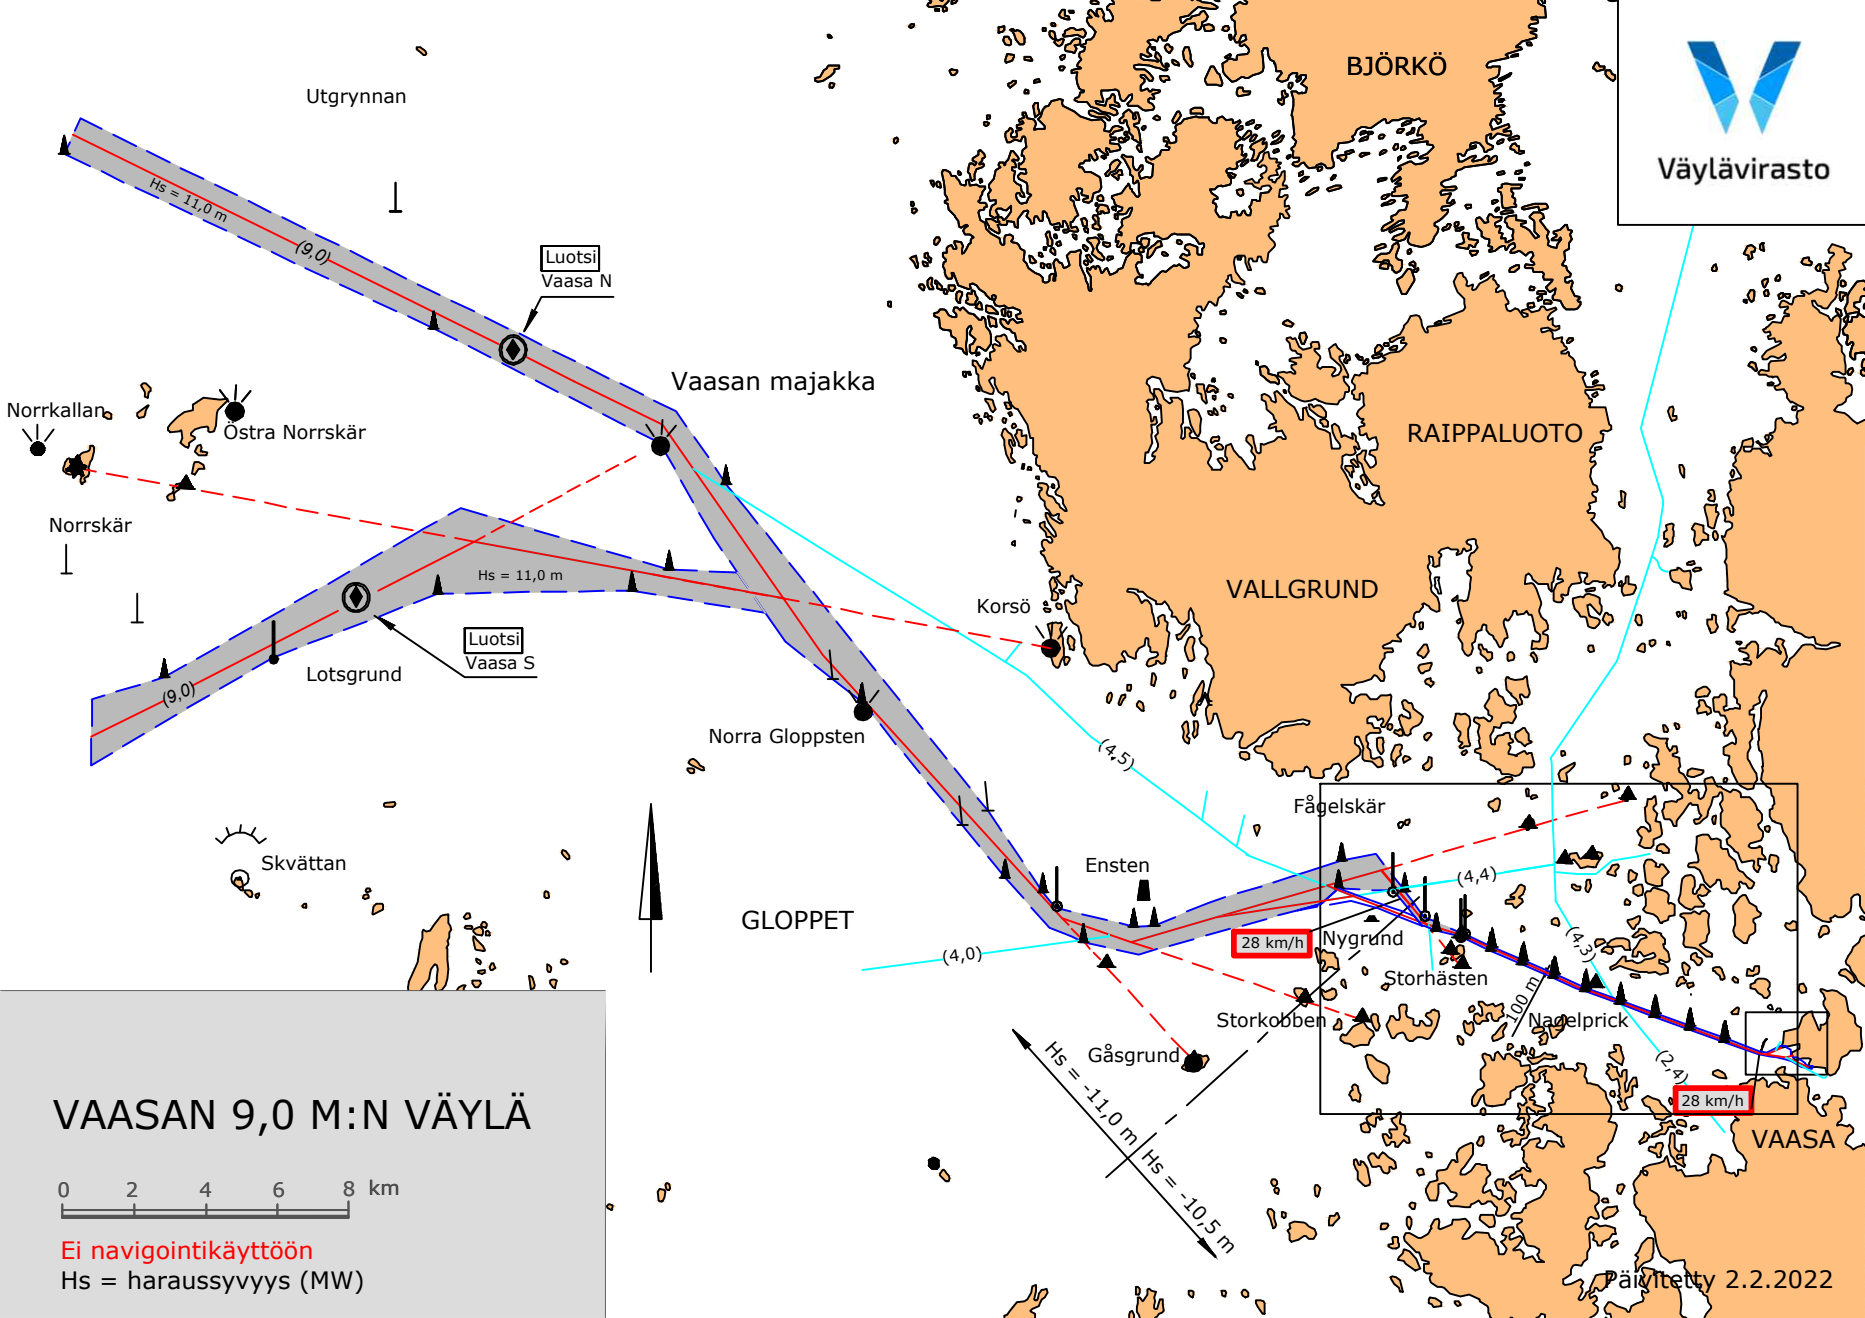 BJÖRKÖ
Väylävirasto
Utgrynnan
Hs = 11,0 m
(9,0)
Luotsi
Vaasa N
Vaasan majakka
Norrkallan
Östra Norrskär
RAIPPALUOTO
Norrskär
Hs = 11,0 m
VALLGRUND
Korsö
Luotsi
Vaasa S
Lotsgrund
(9,0)
Norra Gloppsten
(4,5)
Fågelskär
Skvättan
Ensten
(4,4)
GLOPPET
(4,0)
28 km/h
Nygrund
(4,3)
Storhästen
100 m
Storkobben
Nagelprick
Gåsgrund
Hs = -11,0 m
Hs = -10,5 m
(2,4)
28 km/h
VAASA
VAASAN 9,0 M:N VÄYLÄ
0 2 4 6 8 km
Ei navigointikäyttöön
Hs = haraussyvyys (MW)
Päivitetty 2.2.2022